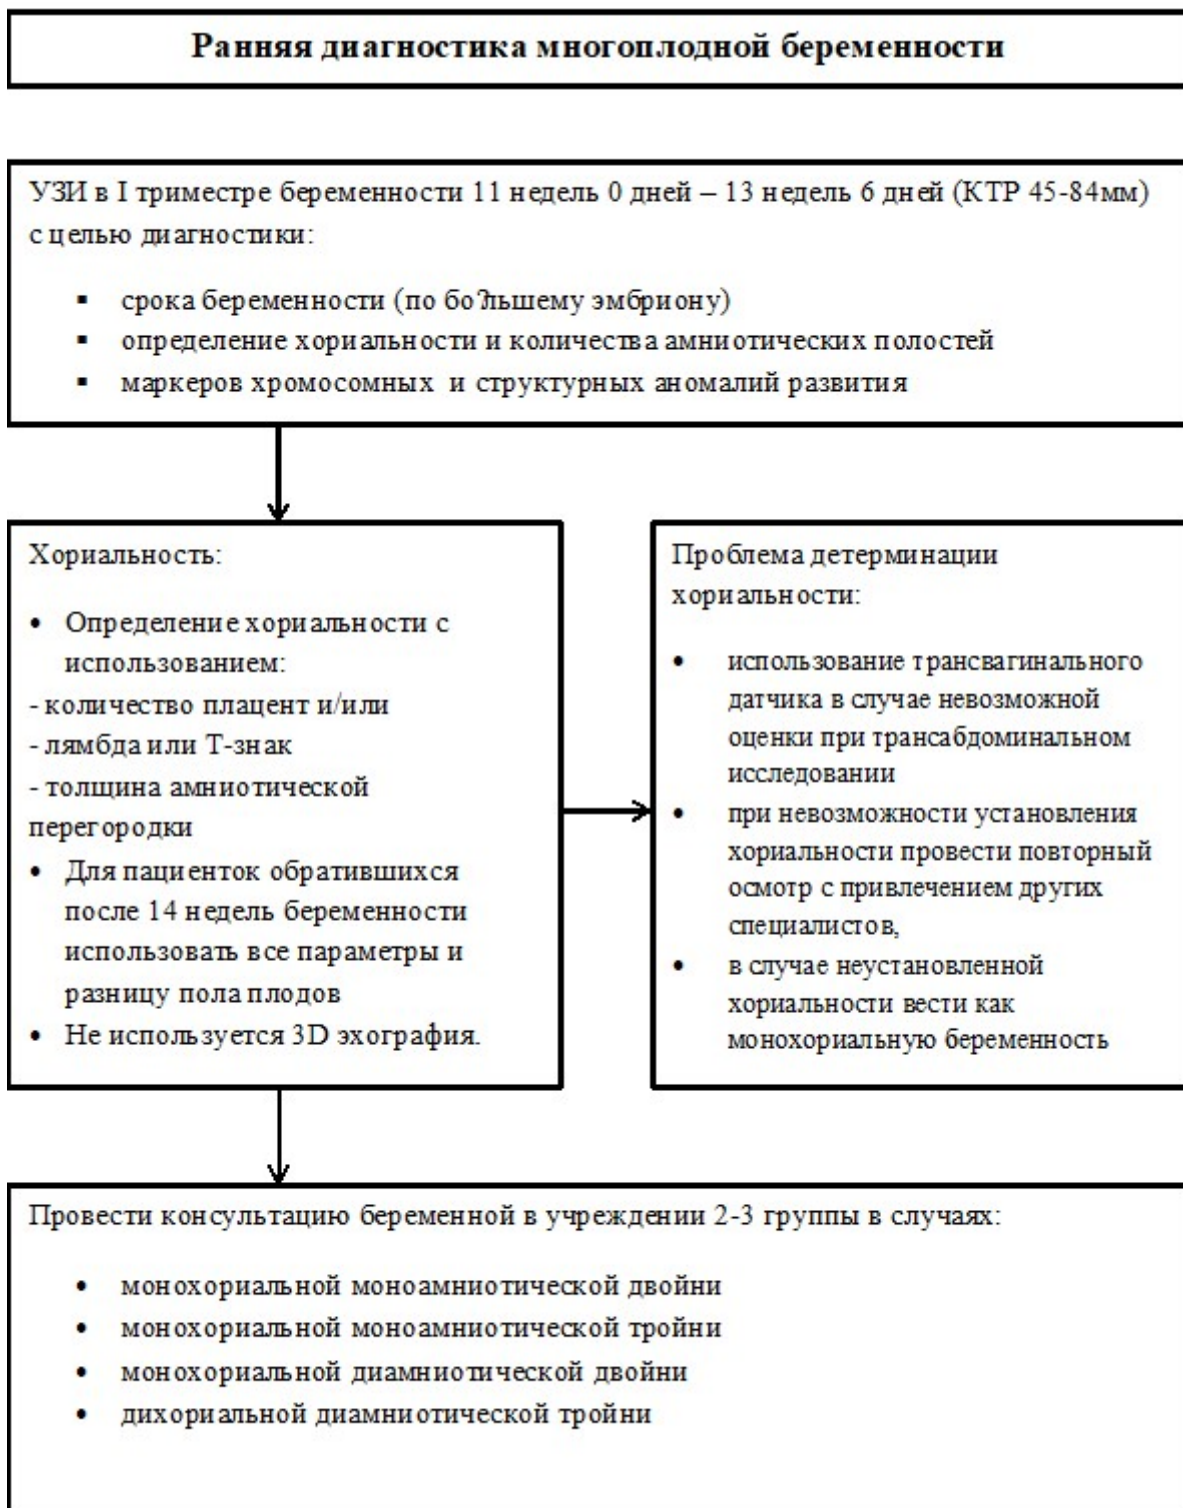 Ранняя диагностика многоплодной беременности
УЗИ в I триместре беременности 11 недель 0 дней – 13 недель 6 дней (КТР 45-84мм)
с целью диагностики:
▪ срока беременности (по бо?льшему эмбриону)
▪ определение хориальности и количества амниотических полостей
▪ маркеров хромосомных и структурных аномалий развития
Хориальность:
• Определение хориальности с
использованием:
- количество плацент и/или
- лямбда или Т-знак
- толщина амниотической
перегородки
• Для пациенток обратившихся
после 14 недель беременности
использовать все параметры и
разницу пола плодов
• Не используется 3D эхография.
Проблема детерминации
хориальности:
• использование трансвагинального
датчика в случае невозможной
оценки при трансабдоминальном
исследовании
• при невозможности установления
хориальности провести повторный
осмотр с привлечением других
специалистов,
• в случае неустановленной
хориальности вести как
монохориальную беременность
Провести консультацию беременной в учреждении 2-3 группы в случаях:
• монохориальной моноамниотической двойни
• монохориальной моноамниотической тройни
• монохориальной диамниотической двойни
• дихориальной диамниотической тройни